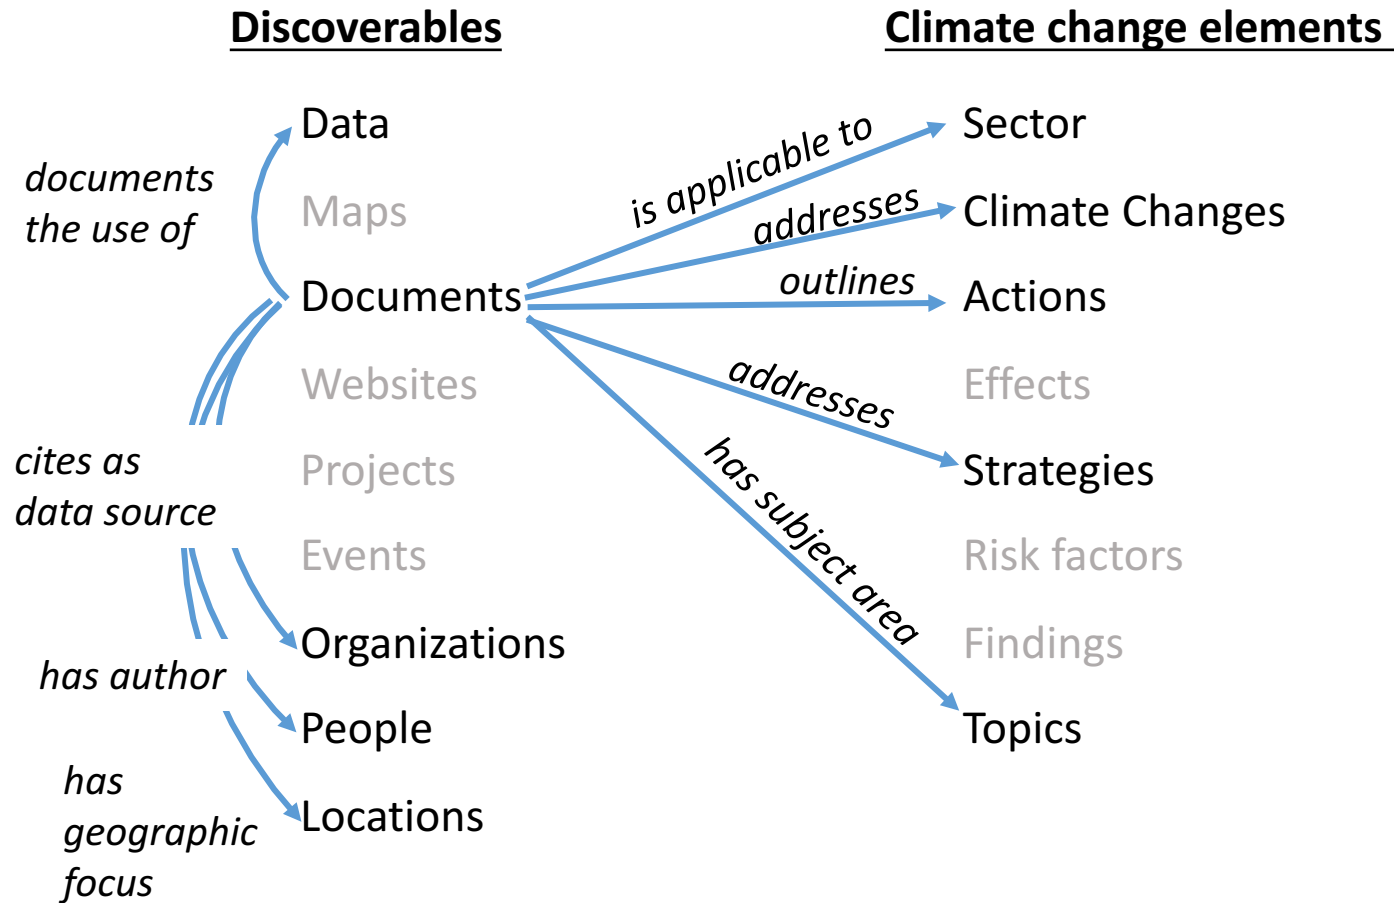 Discoverables
Climate change elements
Data
Maps
Documents
Websites
Projects
Events
Organizations
People
Locations
documents
the use of
cites as
data source
has author
has
geographic
focus
is applicable to
addresses
outlines
addresses
has subject area
Sector
Climate Changes
Actions
Effects
Strategies
Risk factors
Findings
Topics